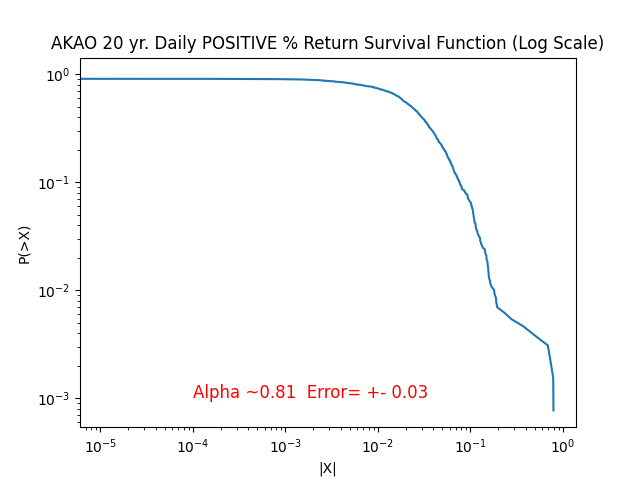 AKAO 20 yr. Daily POSITIVE % Return Survival Function (Log Scale)
10⁰
10⁻¹
10⁻²
10⁻³
P(>X)
Alpha ~0.81  Error= +- 0.03
10⁻⁵ 10⁻⁴ 10⁻³ 10⁻² 10⁻¹ 10⁰
|X|